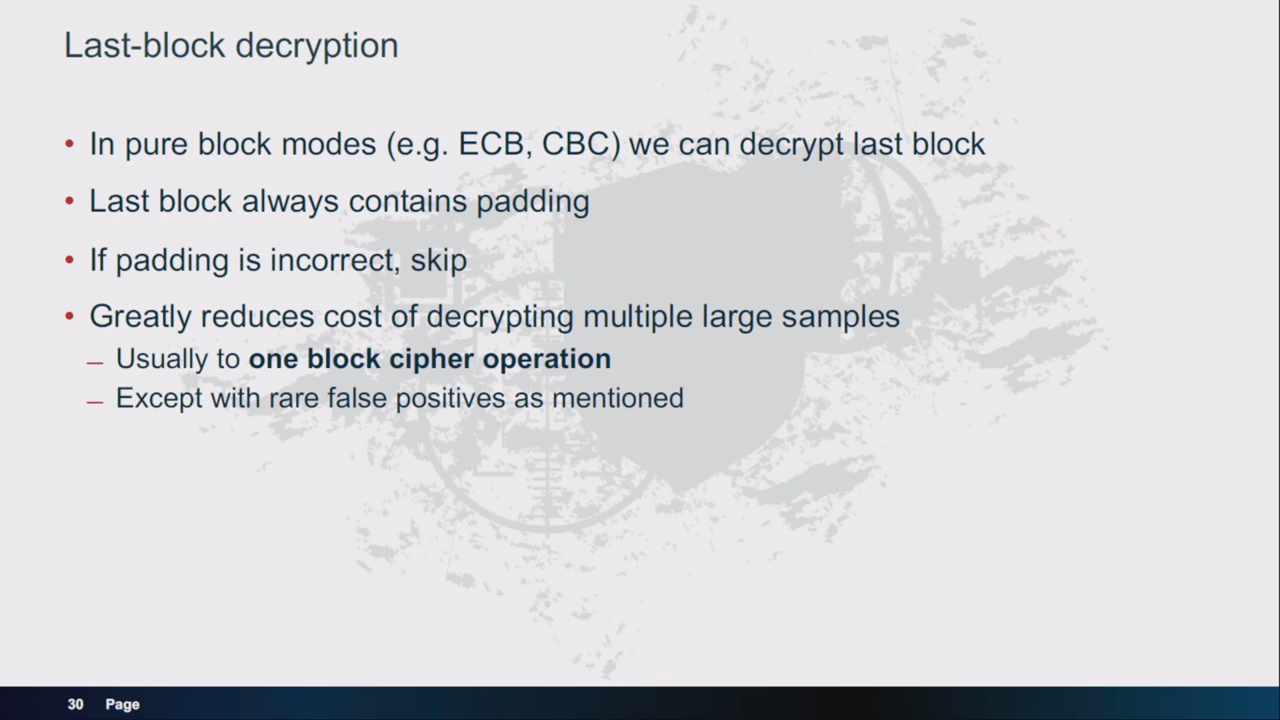 Last-block decryption
• In pure block modes (e.g. ECB, CBC) we can decrypt last block
• Last block always contains padding
• If padding is incorrect, skip
• Greatly reduces cost of decrypting multiple large samples
– Usually to one block cipher operation
– Except with rare false positives as mentioned
30 Page